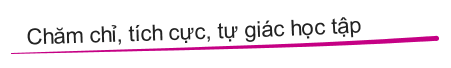 Chăm chỉ, tích cực, tự giác học tập